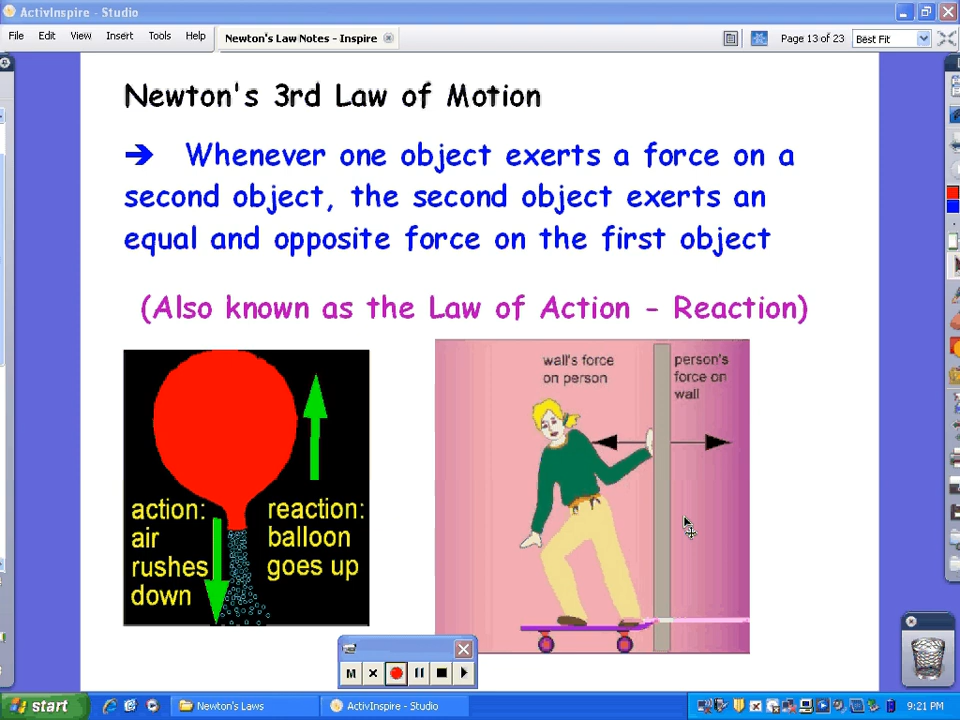 ActivInspire - Studio
File Edit View Insert Tools Help
Newton's Law Notes - Inspire
Page 13 of 23
Best Fit
Newton's 3rd Law of Motion
➔ Whenever one object exerts a force on a
second object, the second object exerts an
equal and opposite force on the first object
(Also known as the Law of Action - Reaction)
action:
air
rushes
down
reaction:
balloon
goes up
wall's force
on person
person's
force on
wall
M
start
Newton's Laws
ActivInspire - Studio
9:21 PM